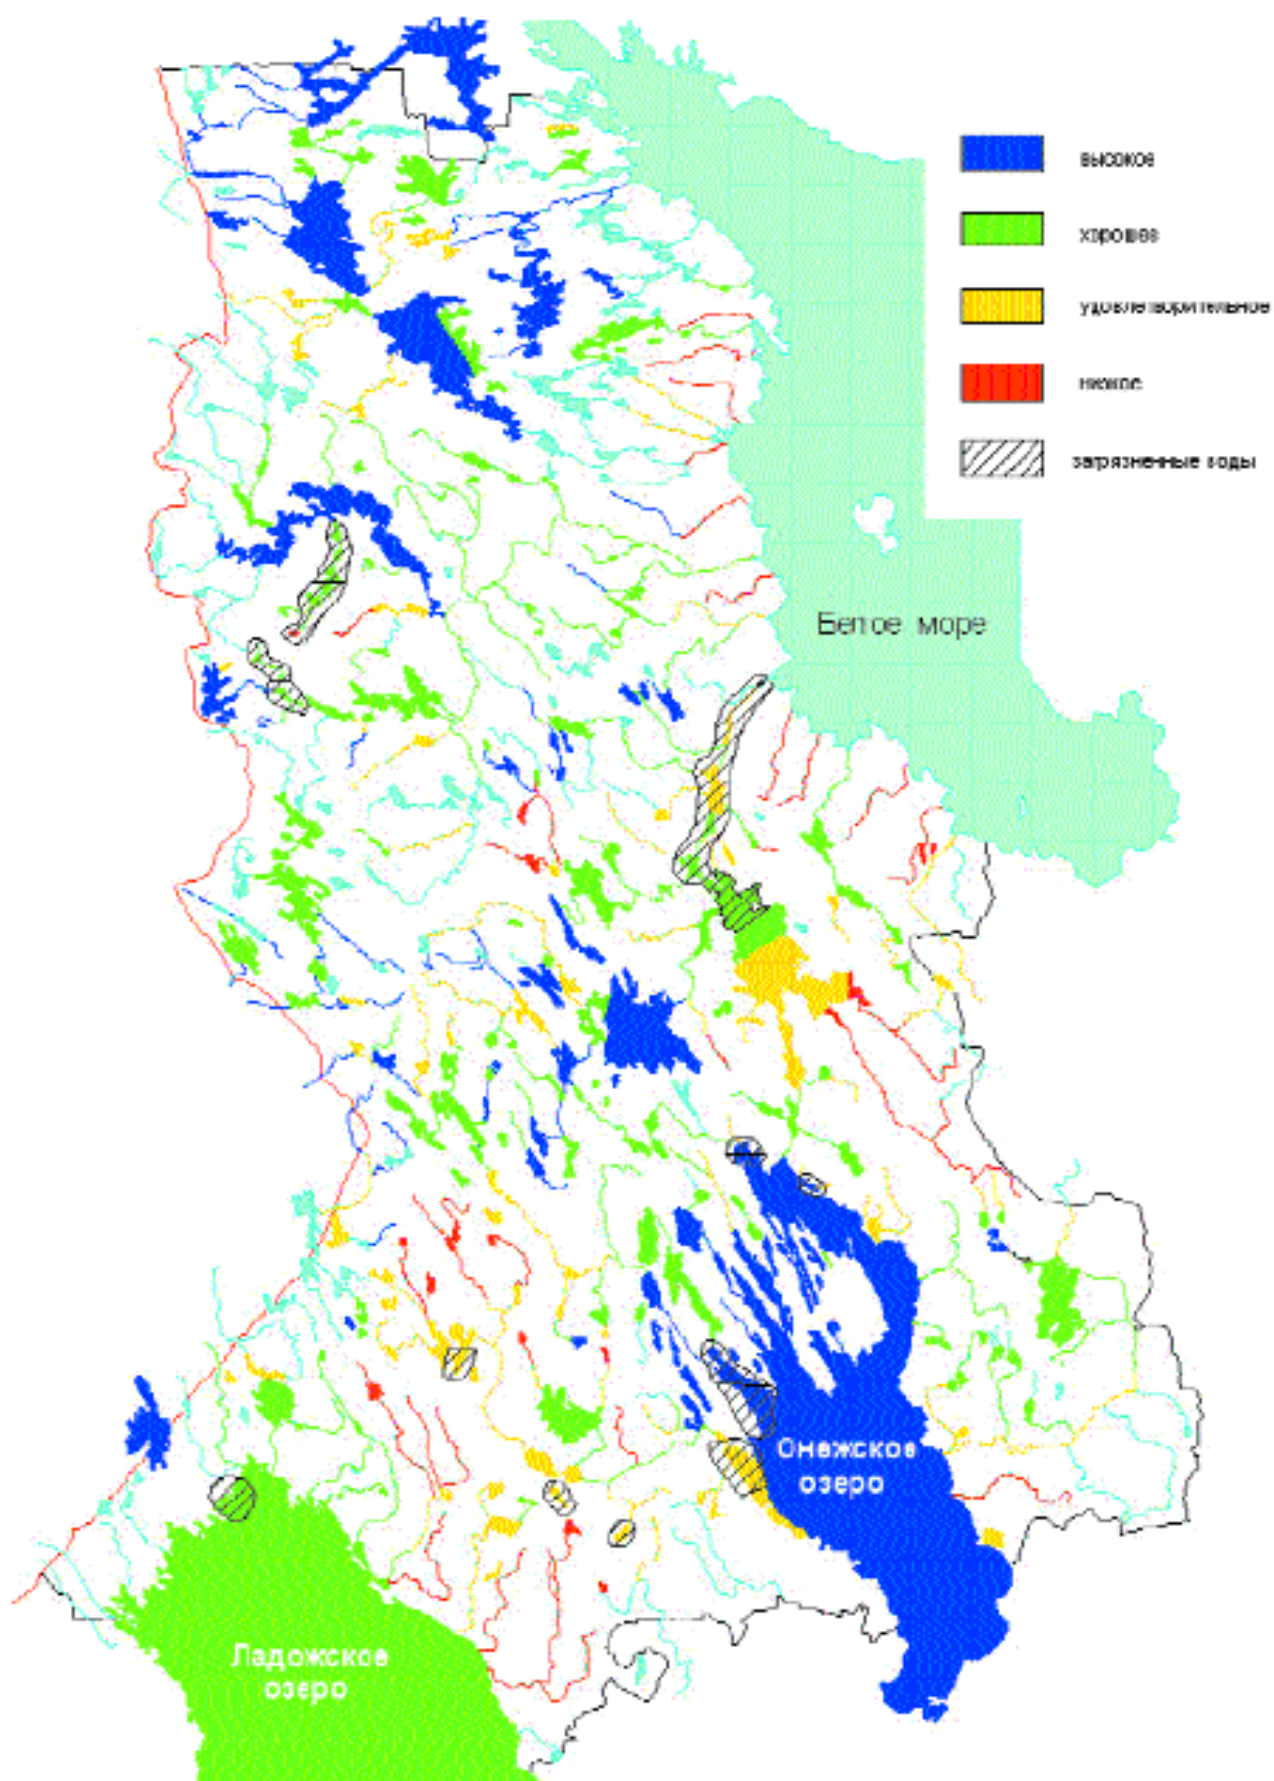 высокое
хорошее
удовлетворительное
низкое
загрязненные воды
Белое море
Онежское
озеро
Ладожское
озеро